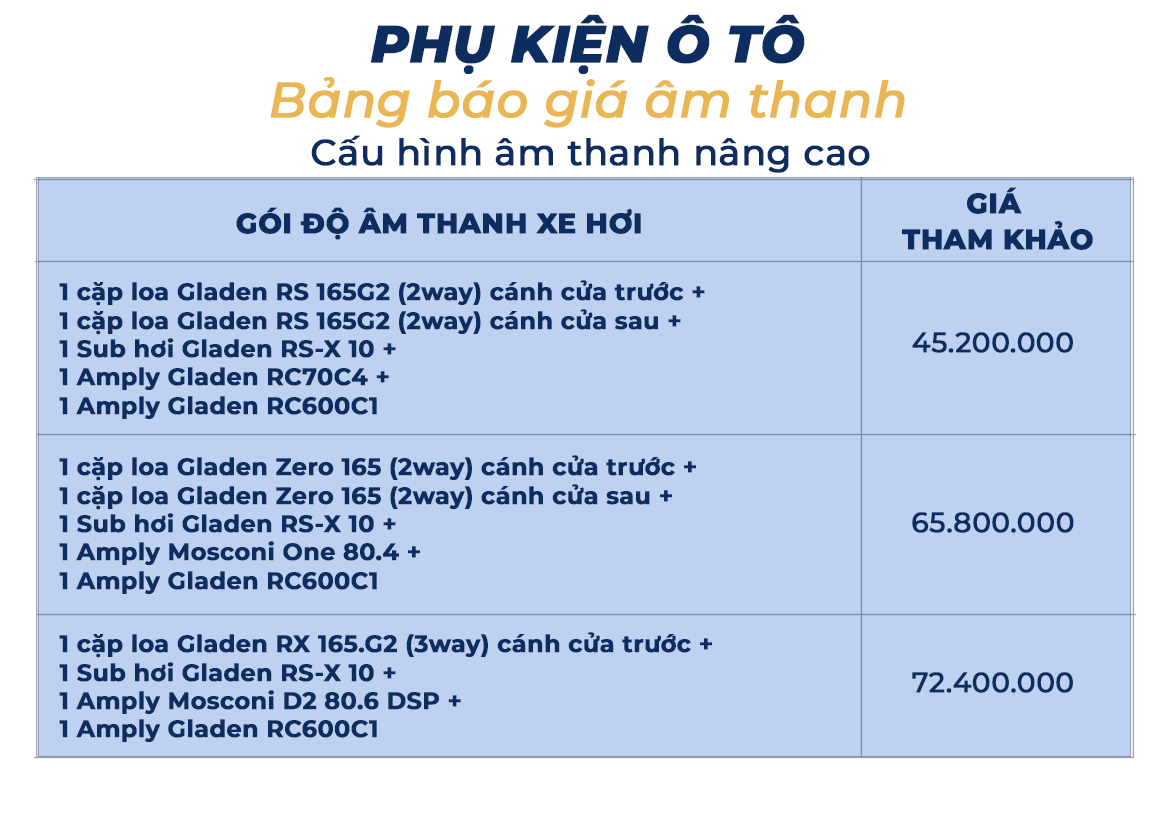 PHỤ KIỆN Ô TÔ
Bảng báo giá âm thanh
Cấu hình âm thanh nâng cao
GÓI ĐỘ ÂM THANH XE HƠI
GIÁ
THAM KHẢO
1 cặp loa Gladen RS 165G2 (2way) cánh cửa trước +
1 cặp loa Gladen RS 165G2 (2way) cánh cửa sau +
1 Sub hơi Gladen RS-X 10 +
1 Amply Gladen RC70C4 +
1 Amply Gladen RC600C1
45.200.000
1 cặp loa Gladen Zero 165 (2way) cánh cửa trước +
1 cặp loa Gladen Zero 165 (2way) cánh cửa sau +
1 Sub hơi Gladen RS-X 10 +
1 Amply Mosconi One 80.4 +
1 Amply Gladen RC600C1
65.800.000
1 cặp loa Gladen RX 165.G2 (3way) cánh cửa trước +
1 Sub hơi Gladen RS-X 10 +
1 Amply Mosconi D2 80.6 DSP +
1 Amply Gladen RC600C1
72.400.000